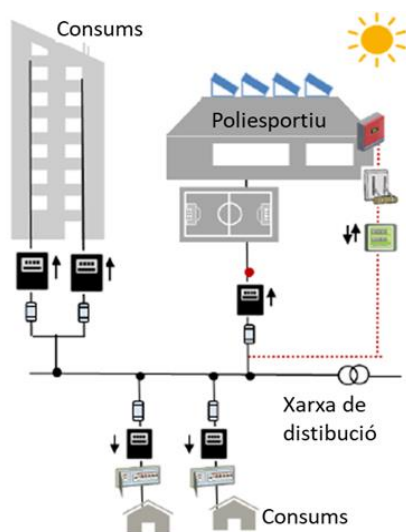 Consums
Poliesportiu
Xarxa de
distibució
Consums